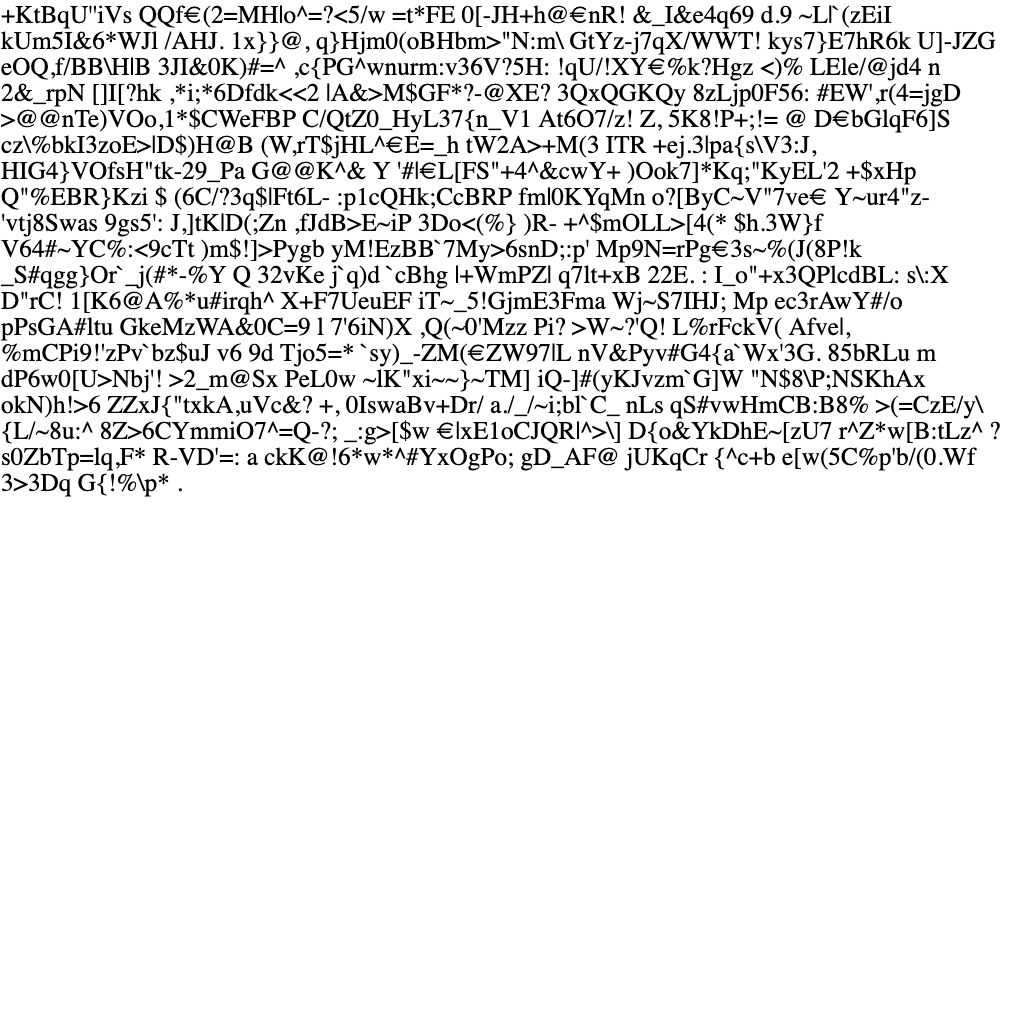 +KtBqU"iVs QQf€(2=MH|o^=?<5/w =t*FE 0[-JH+h@€nR! &_I&e4q69 d.9 ~L|`(zEiI
kUm5I&6*WJl /AHJ. 1x}}@, q}Hjm0(oBHbm>"N:m\ GtYz-j7qX/WWT! kys7}E7hR6k U]-JZG
eOQ,f/BB\H|B 3JI&0K)#=^ ,c{PG^wnurm:v36V?5H: !qU/!XY€%k?Hgz <)% LEle/@jd4 n
2&_rpN []I[?hk ,*i;*6Dfdk<<2 |A&>M$GF*?-@XE? 3QxQGKQy 8zLjp0F56: #EW',r(4=jgD
>@@nTe)VOo,1*$CWeFBP C/QtZ0_HyL37{n_V1 At6O7/z! Z, 5K8!P+;!= @ D€bGlqF6]S
cz\%bkI3zoE>|D$)H@B (W,rT$jHL^€E=_h tW2A>+M(3 ITR +ej.3|pa{s\V3:J,
HIG4}VOfsH"tk-29_Pa G@@K^& Y '#|€L[FS"+4^&cwY+ )Ook7]*Kq;"KyEL'2 +$xHp
Q"%EBR}Kzi $ (6C/?3q$|Ft6L- :p1cQHk;CcBRP fm|0KYqMn o?[ByC~V"7ve€ Y~ur4"z-
'vtj8Swas 9gs5': J,]tK|D(;Zn ,fJdB>E~iP 3Do<(%} )R- +^$mOLL>[4(* $h.3W}f
V64#~YC%:<9cTt )m$!]>Pygb yM!EzBB`7My>6snD;:p' Mp9N=rPg€3s~%(J(8P!k
_S#qgg}Or`_j(#*-%Y Q 32vKe j`q)d `cBhg |+WmPZ| q7lt+xB 22E. : I_o"+x3QPlcdBL: s\:X
D"rC! 1[K6@A%*u#irqh^ X+F7UeuEF iT~_5!GjmE3Fma Wj~S7IHJ; Mp ec3rAwY#/o
pPsGA#ltu GkeMzWA&0C=9 l 7'6iN)X ,Q(~0'Mzz Pi? >W~?'Q! L%rFckV( Afve|,
%mCPi9!'zPv`bz$uJ v6 9d Tjo5=* `sy)_-ZM(€ZW97|L nV&Pyv#G4{a`Wx'3G. 85bRLu m
dP6w0[U>Nbj'! >2_m@Sx PeL0w ~lK"xi~~}~TM] iQ-]#(yKJvzm`G]W "N$8\P;NSKhAx
okN)h!>6 ZZxJ{"txkA,uVc&? +, 0IswaBv+Dr/ a./_/~i;bl`C_ nLs qS#vwHmCB:B8% >(=CzE/y\
{L/~8u:^ 8Z>6CYmmiO7^=Q-?; _:g>[$w €|xE1oCJQR|^>\] D{o&YkDhE~[zU7 r^Z*w[B:tLz^ ?
s0ZbTp=lq,F* R-VD'=: a ckK@!6*w*^#YxOgPo; gD_AF@ jUKqCr {^c+b e[w(5C%p'b/(0.Wf
3>3Dq G{!%\p* .